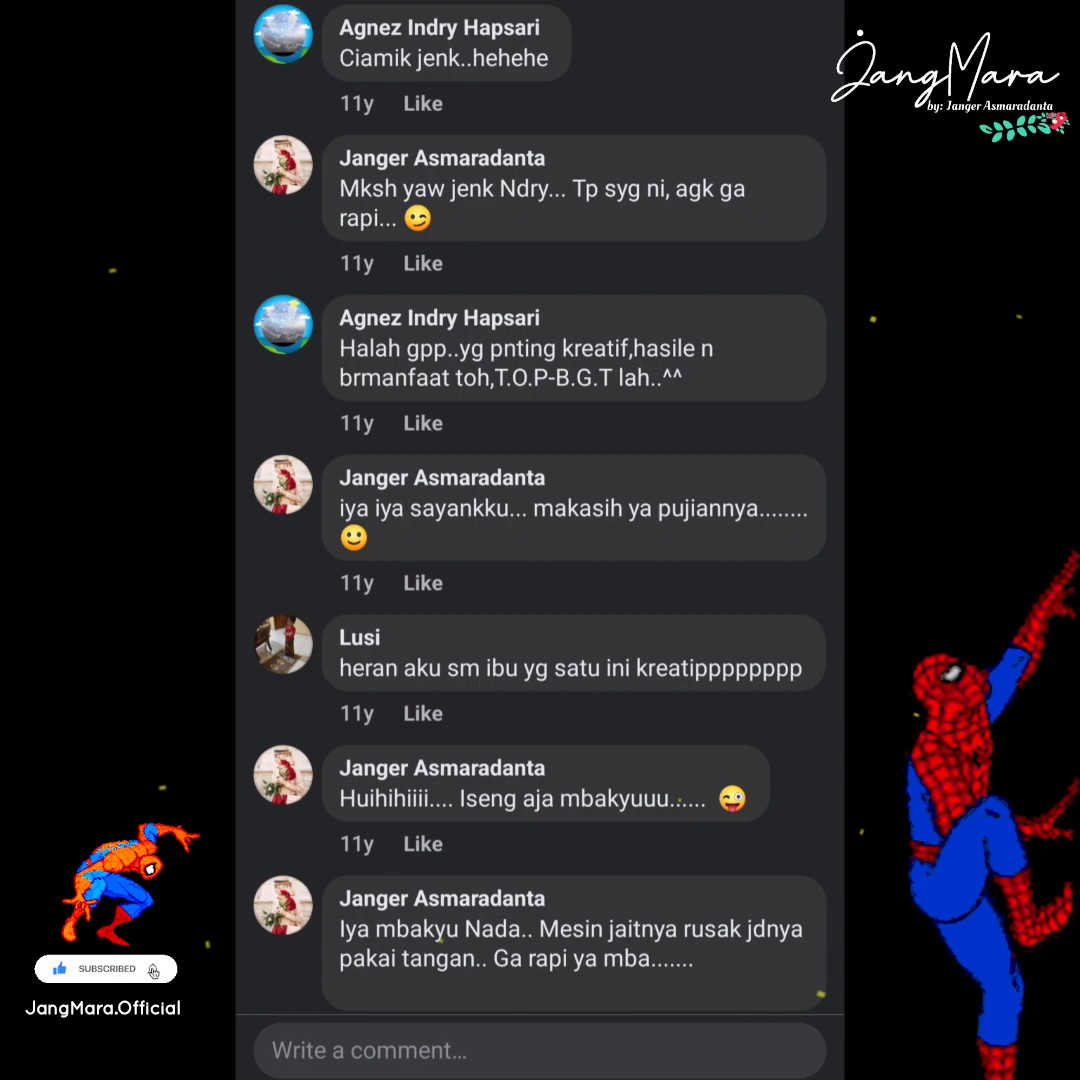 Agnez Indry Hapsari
Ciamik jenk..hehehe
11y Like
Janger Asmaradanta
Mksh yaw jenk Ndry... Tp syg ni, agk ga
rapi... 😉
11y Like
Agnez Indry Hapsari
Halah gpp..yg pnting kreatif,hasile n
brmanfaat toh,T.O.P-B.G.T lah..^^
11y Like
Janger Asmaradanta
iya iya sayankku... makasih ya pujiannya........
🙂
11y Like
Lusi
heran aku sm ibu yg satu ini kreatipppppppp
11y Like
Janger Asmaradanta
Huihihiiii.... Iseng aja mbakyuuu...... 😜
11y Like
Janger Asmaradanta
Iya mbakyu Nada.. Mesin jaitnya rusak jdnya
pakai tangan.. Ga rapi ya mba.......
Write a comment...
JangMara
by: Janger Asmaradanta
SUBSCRIBED
JangMara.Official